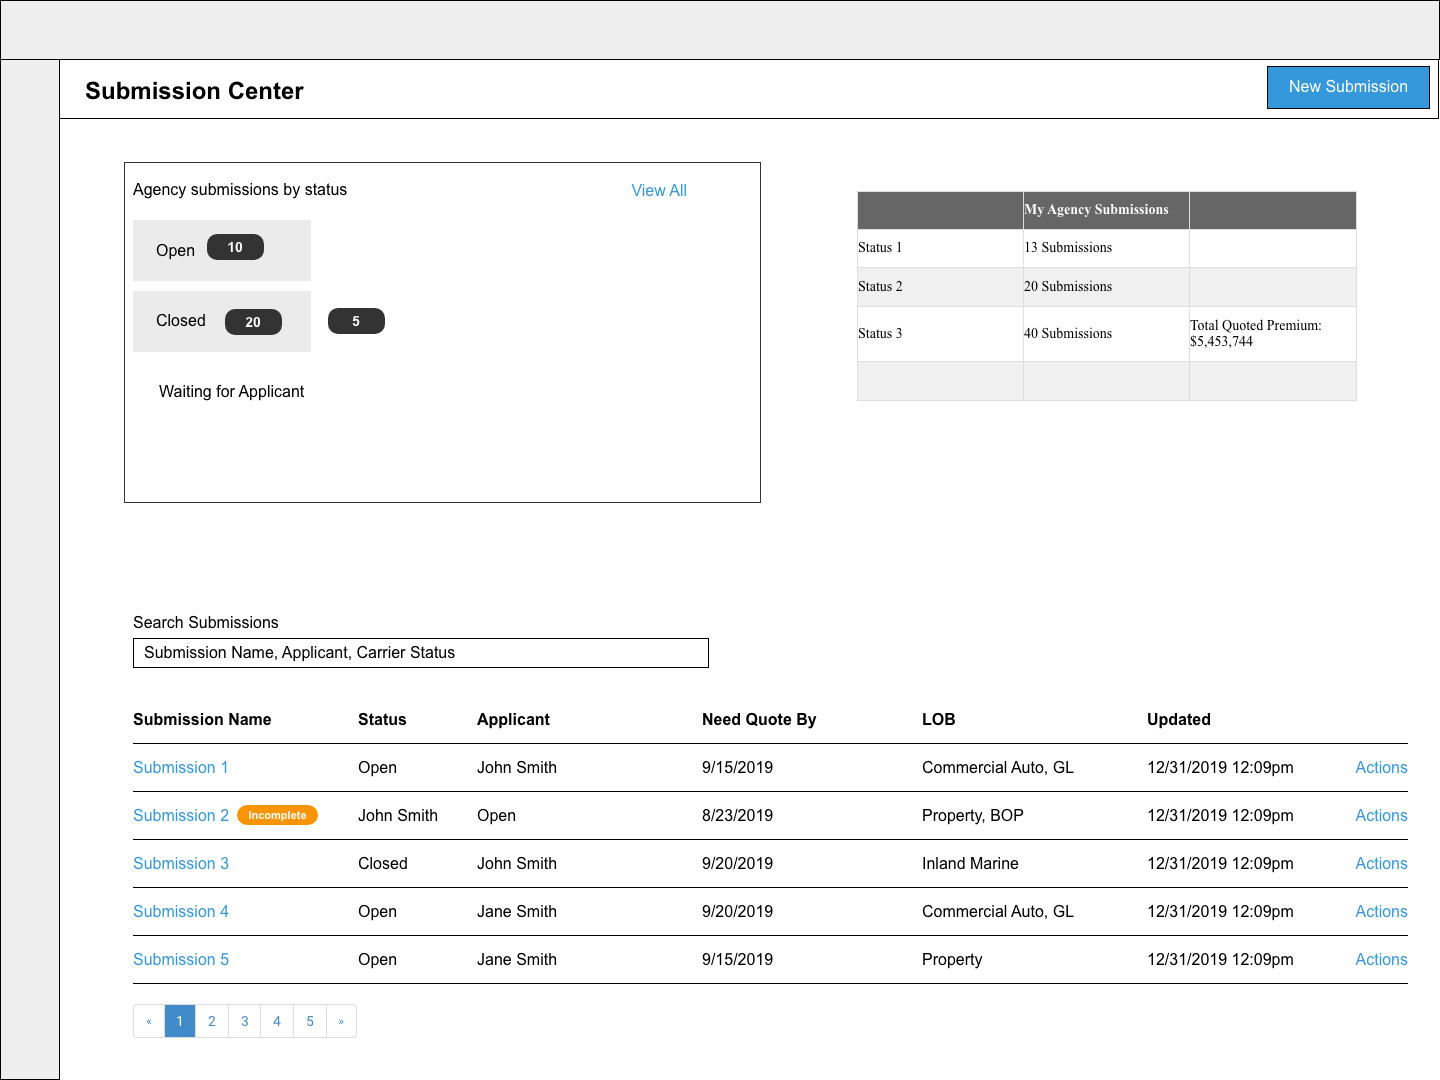 Submission Center
New Submission
Agency submissions by status
View All
Open 10
Closed 20 5
Waiting for Applicant
My Agency Submissions
Status 1 13 Submissions
Status 2 20 Submissions
Status 3 40 Submissions Total Quoted Premium:
$5,453,744
Search Submissions
Submission Name, Applicant, Carrier Status
Submission Name Status Applicant Need Quote By LOB Updated
Submission 1 Open John Smith 9/15/2019 Commercial Auto, GL 12/31/2019 12:09pm Actions
Submission 2 Incomplete John Smith Open 8/23/2019 Property, BOP 12/31/2019 12:09pm Actions
Submission 3 Closed John Smith 9/20/2019 Inland Marine 12/31/2019 12:09pm Actions
Submission 4 Open Jane Smith 9/20/2019 Commercial Auto, GL 12/31/2019 12:09pm Actions
Submission 5 Open Jane Smith 9/15/2019 Property 12/31/2019 12:09pm Actions
« 1 2 3 4 5 »